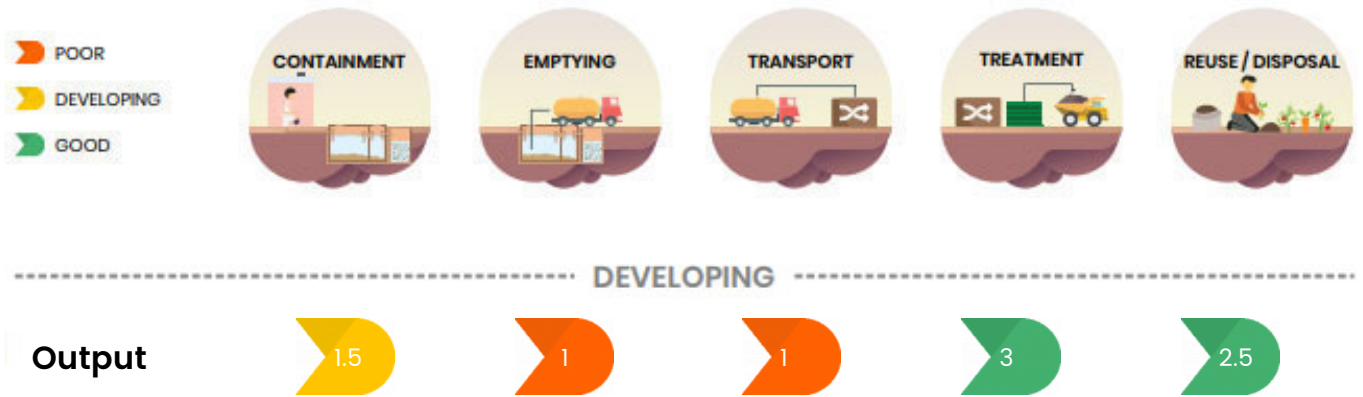 POOR
DEVELOPING
GOOD
CONTAINMENT
EMPTYING
TRANSPORT
TREATMENT
REUSE / DISPOSAL
DEVELOPING
Output
1.5
1
1
3
2.5